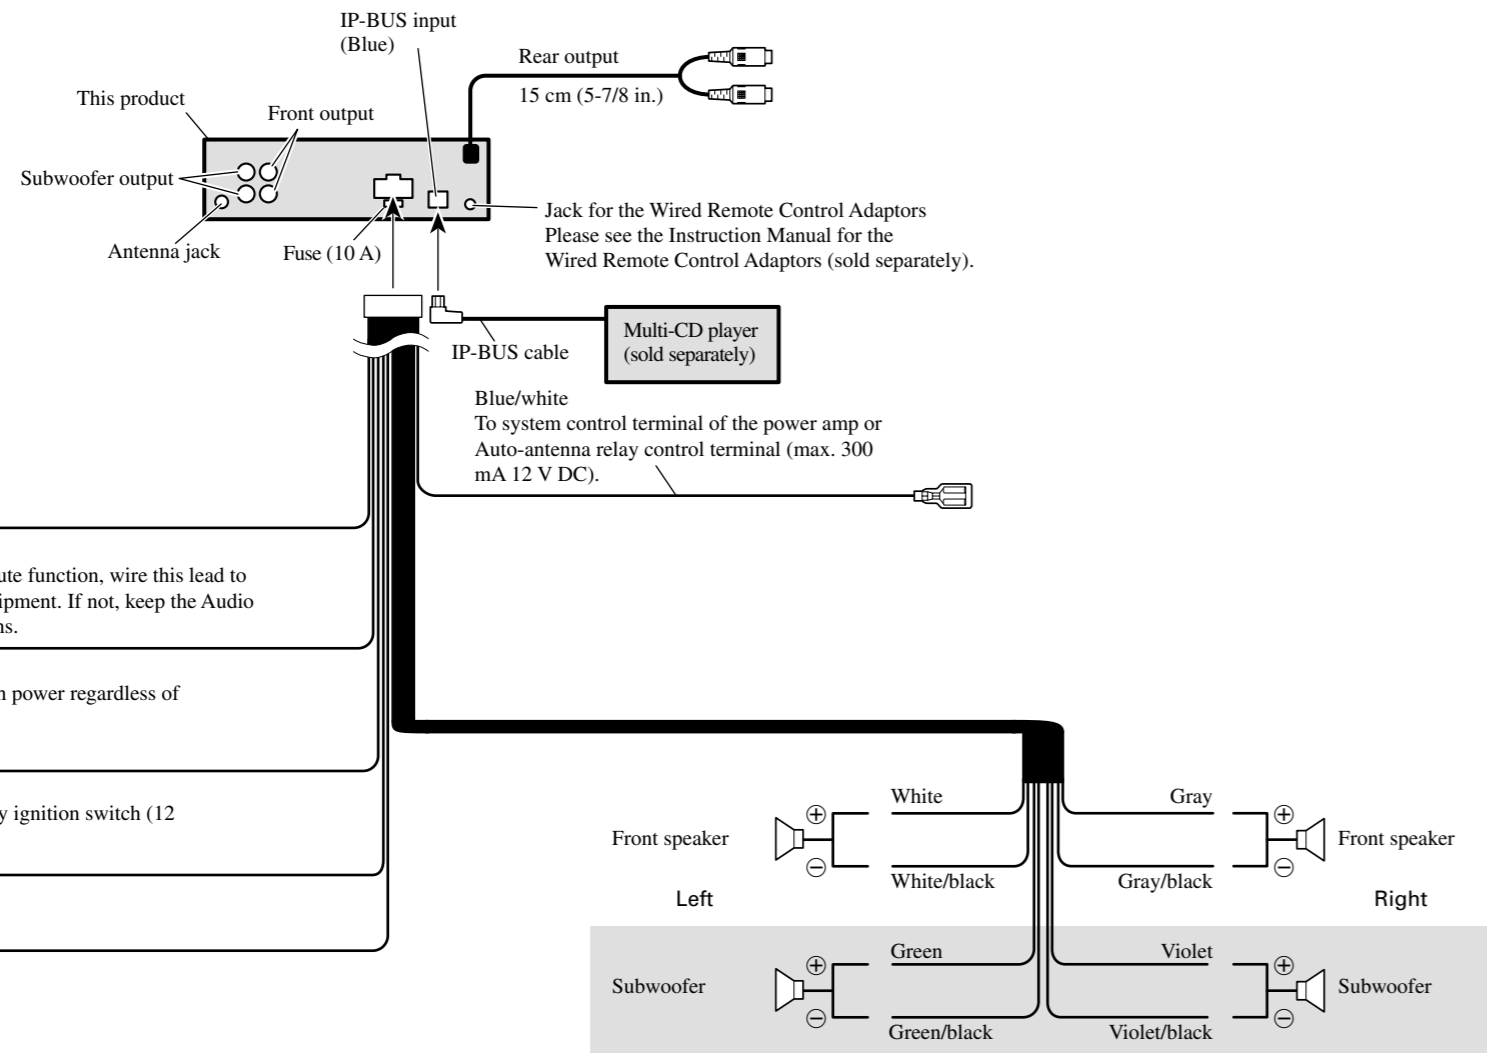 IP-BUS input
(Blue)
Rear output
15 cm (5-7/8 in.)
This product
Front output
Subwoofer output
Antenna jack
Fuse (10 A)
Jack for the Wired Remote Control Adaptors
Please see the Instruction Manual for the
Wired Remote Control Adaptors (sold separately).
IP-BUS cable
Multi-CD player
(sold separately)
Blue/white
To system control terminal of the power amp or
Auto-antenna relay control terminal (max. 300
mA 12 V DC).
ute function, wire this lead to
ipment. If not, keep the Audio
ns.
n power regardless of
y ignition switch (12
White
Gray
⊕
⊕
Front speaker
Front speaker
⊖
⊖
White/black
Gray/black
Left
Right
Green
Violet
⊕
⊕
Subwoofer
Subwoofer
⊖
⊖
Green/black
Violet/black